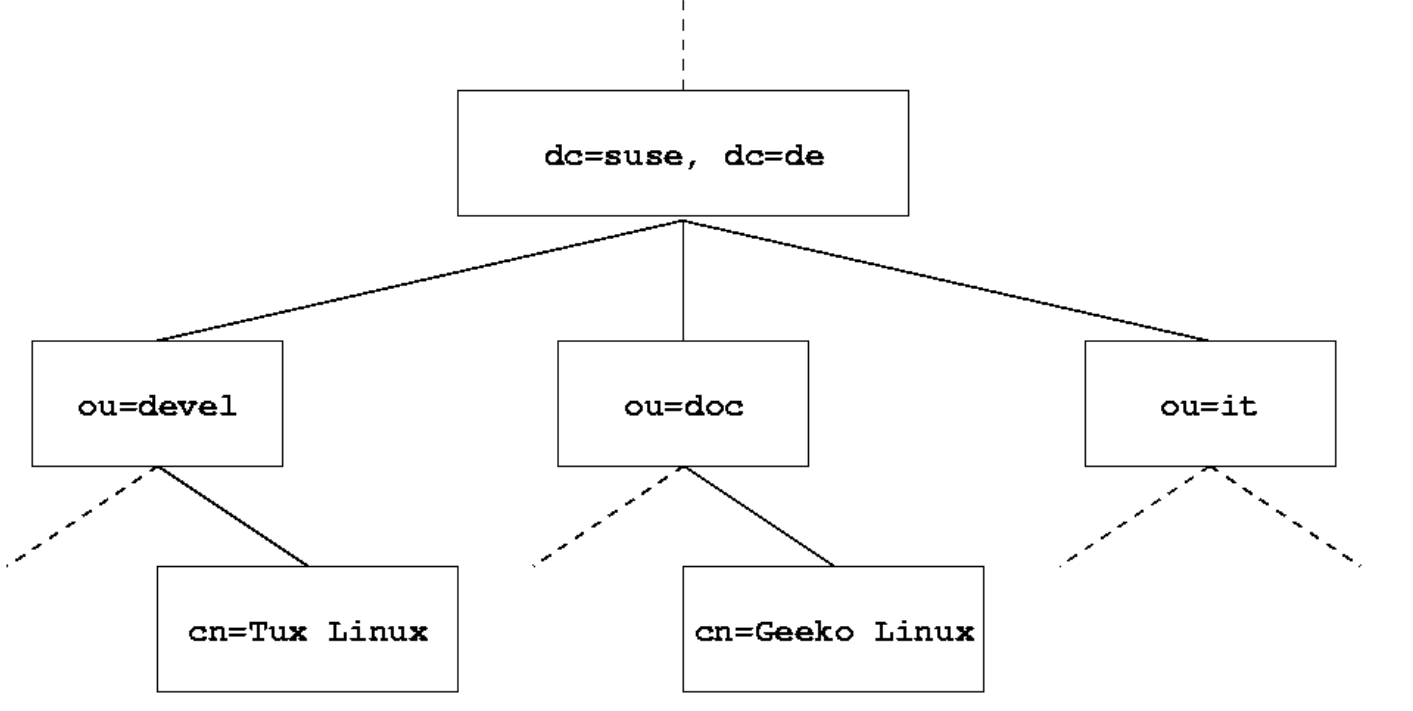 dc=suse, dc=de
ou=devel
ou=doc
ou=it
cn=Tux Linux
cn=Geeko Linux